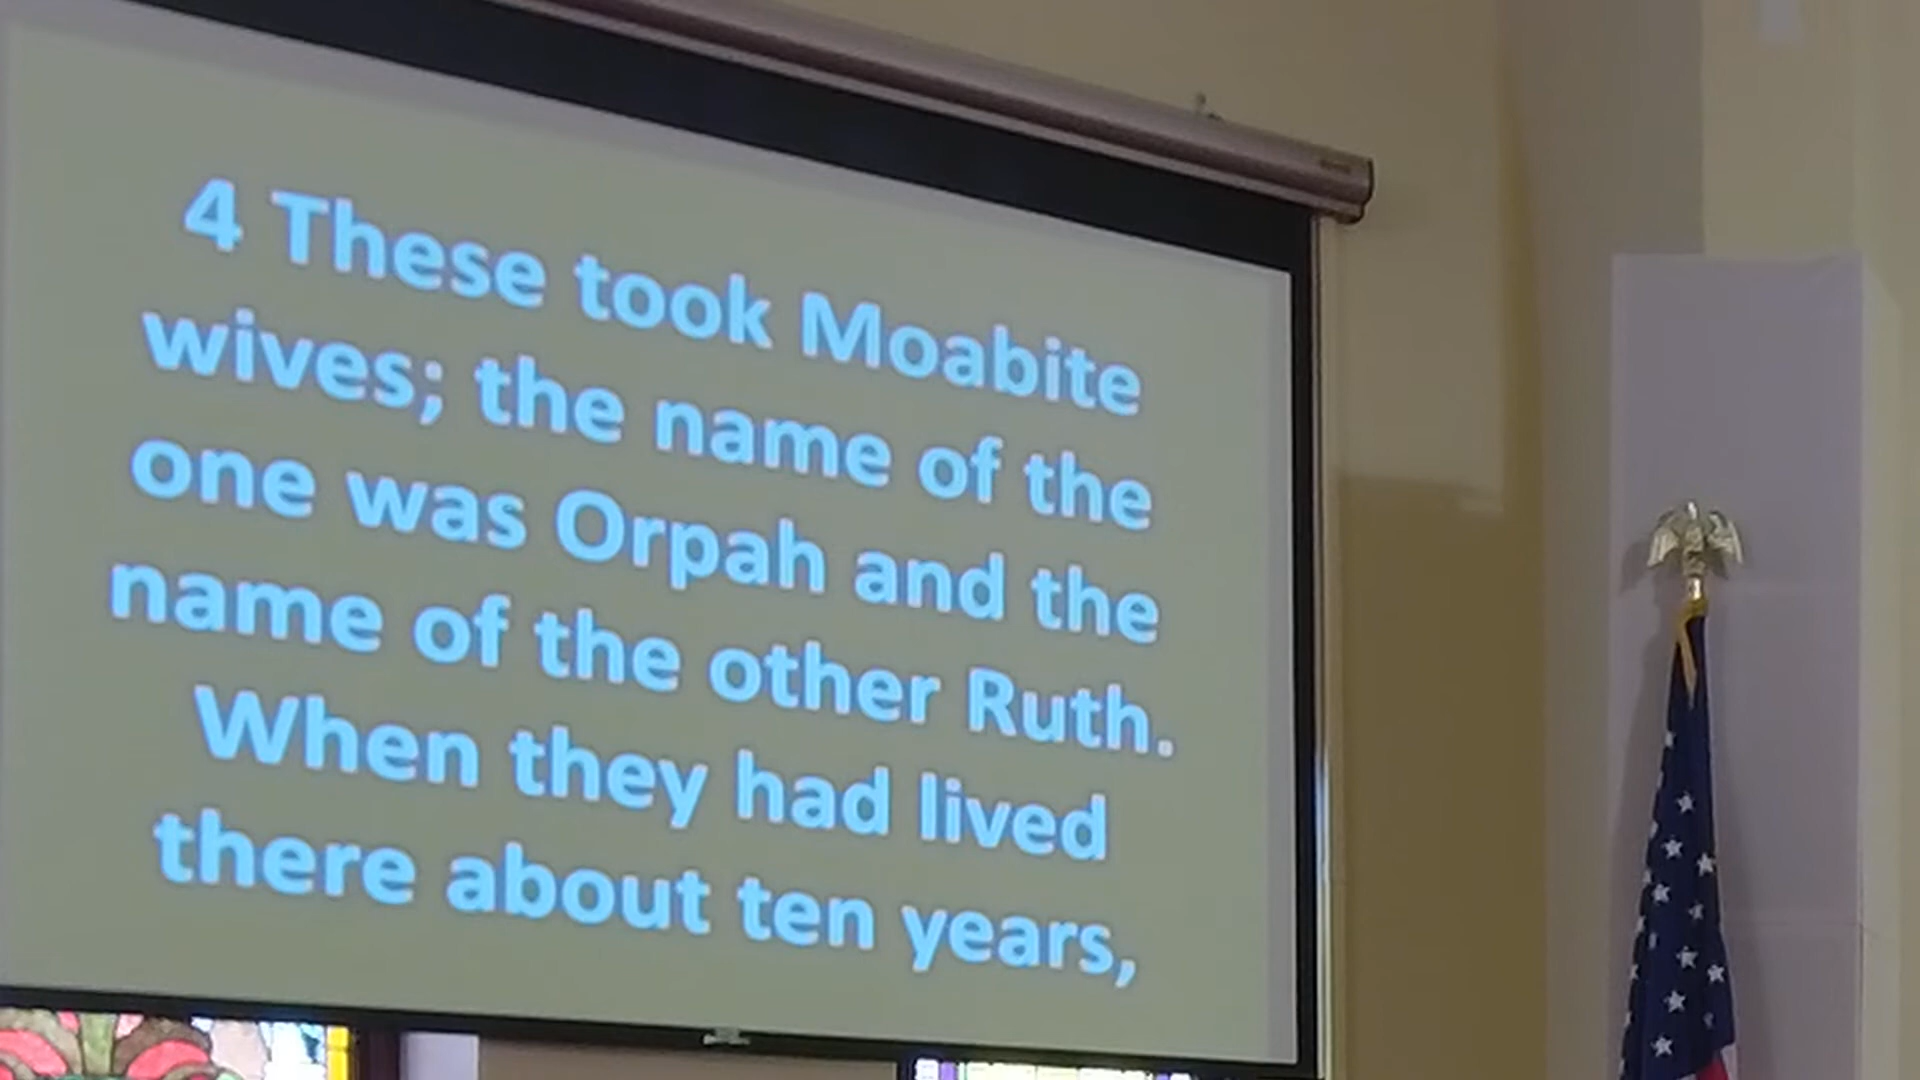 4 These took Moabite
wives; the name of the
one was Orpah and the
name of the other Ruth.
When they had lived
there about ten years,